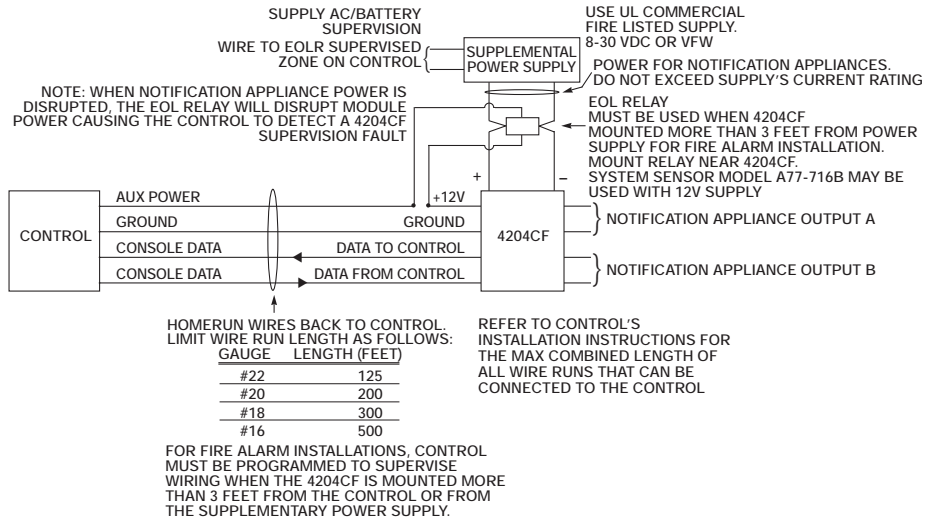 SUPPLY AC/BATTERY
SUPERVISION
WIRE TO EOLR SUPERVISED
ZONE ON CONTROL
SUPPLEMENTAL
POWER SUPPLY
USE UL COMMERCIAL
FIRE LISTED SUPPLY.
8-30 VDC OR VFW
POWER FOR NOTIFICATION APPLIANCES.
DO NOT EXCEED SUPPLY'S CURRENT RATING
NOTE: WHEN NOTIFICATION APPLIANCE POWER IS
DISRUPTED, THE EOL RELAY WILL DISRUPT MODULE
POWER CAUSING THE CONTROL TO DETECT A 4204CF
SUPERVISION FAULT
EOL RELAY
MUST BE USED WHEN 4204CF
MOUNTED MORE THAN 3 FEET FROM POWER
SUPPLY FOR FIRE ALARM INSTALLATION.
MOUNT RELAY NEAR 4204CF.
SYSTEM SENSOR MODEL A77-716B MAY BE
USED WITH 12V SUPPLY
+ –
CONTROL
AUX POWER +12V
GROUND GROUND
CONSOLE DATA DATA TO CONTROL
CONSOLE DATA DATA FROM CONTROL
4204CF
NOTIFICATION APPLIANCE OUTPUT A
NOTIFICATION APPLIANCE OUTPUT B
HOMERUN WIRES BACK TO CONTROL.
LIMIT WIRE RUN LENGTH AS FOLLOWS:
GAUGE LENGTH (FEET)
#22 125
#20 200
#18 300
#16 500
FOR FIRE ALARM INSTALLATIONS, CONTROL
MUST BE PROGRAMMED TO SUPERVISE
WIRING WHEN THE 4204CF IS MOUNTED MORE
THAN 3 FEET FROM THE CONTROL OR FROM
THE SUPPLEMENTARY POWER SUPPLY.
REFER TO CONTROL'S
INSTALLATION INSTRUCTIONS FOR
THE MAX COMBINED LENGTH OF
ALL WIRE RUNS THAT CAN BE
CONNECTED TO THE CONTROL